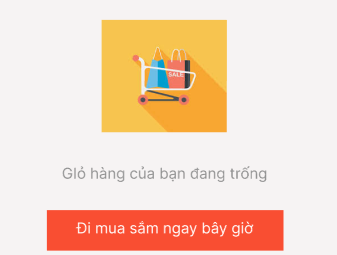 SALE
Giỏ hàng của bạn đang trống
Đi mua sắm ngay bây giờ